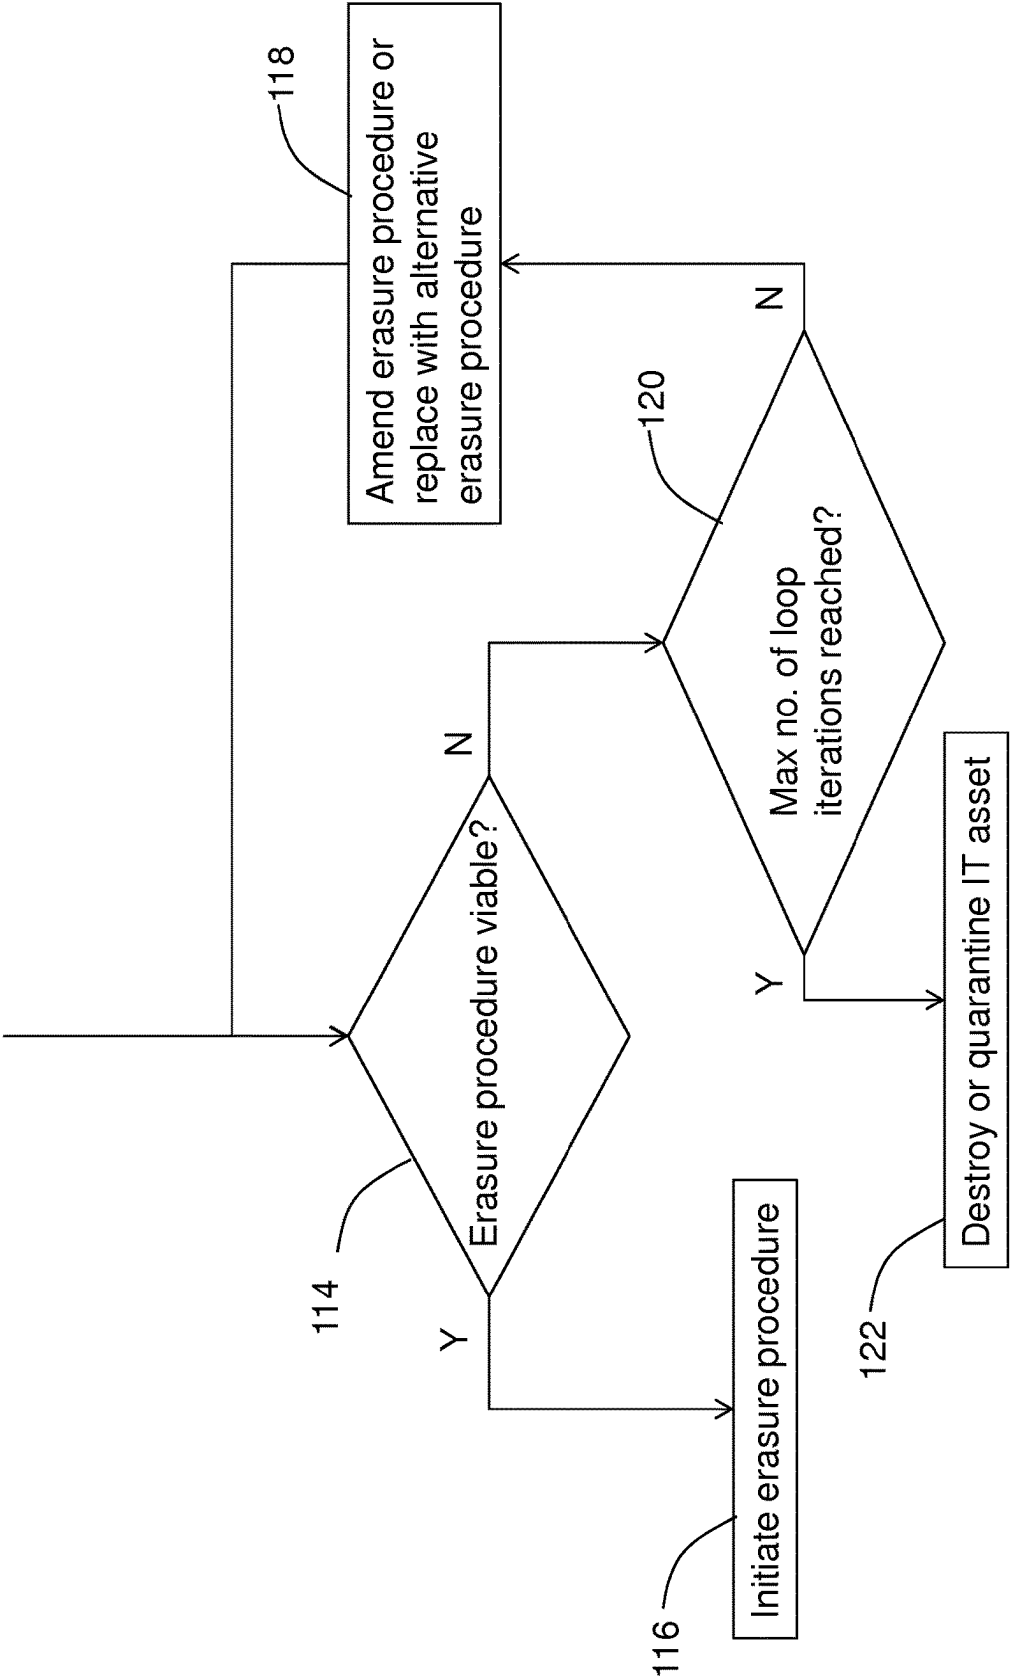 118
Amend erasure procedure or
replace with alternative
erasure procedure
114
Erasure procedure viable?
Y
N
120
Max no. of loop
iterations reached?
Y
N
116
Initiate erasure procedure
122
Destroy or quarantine IT asset